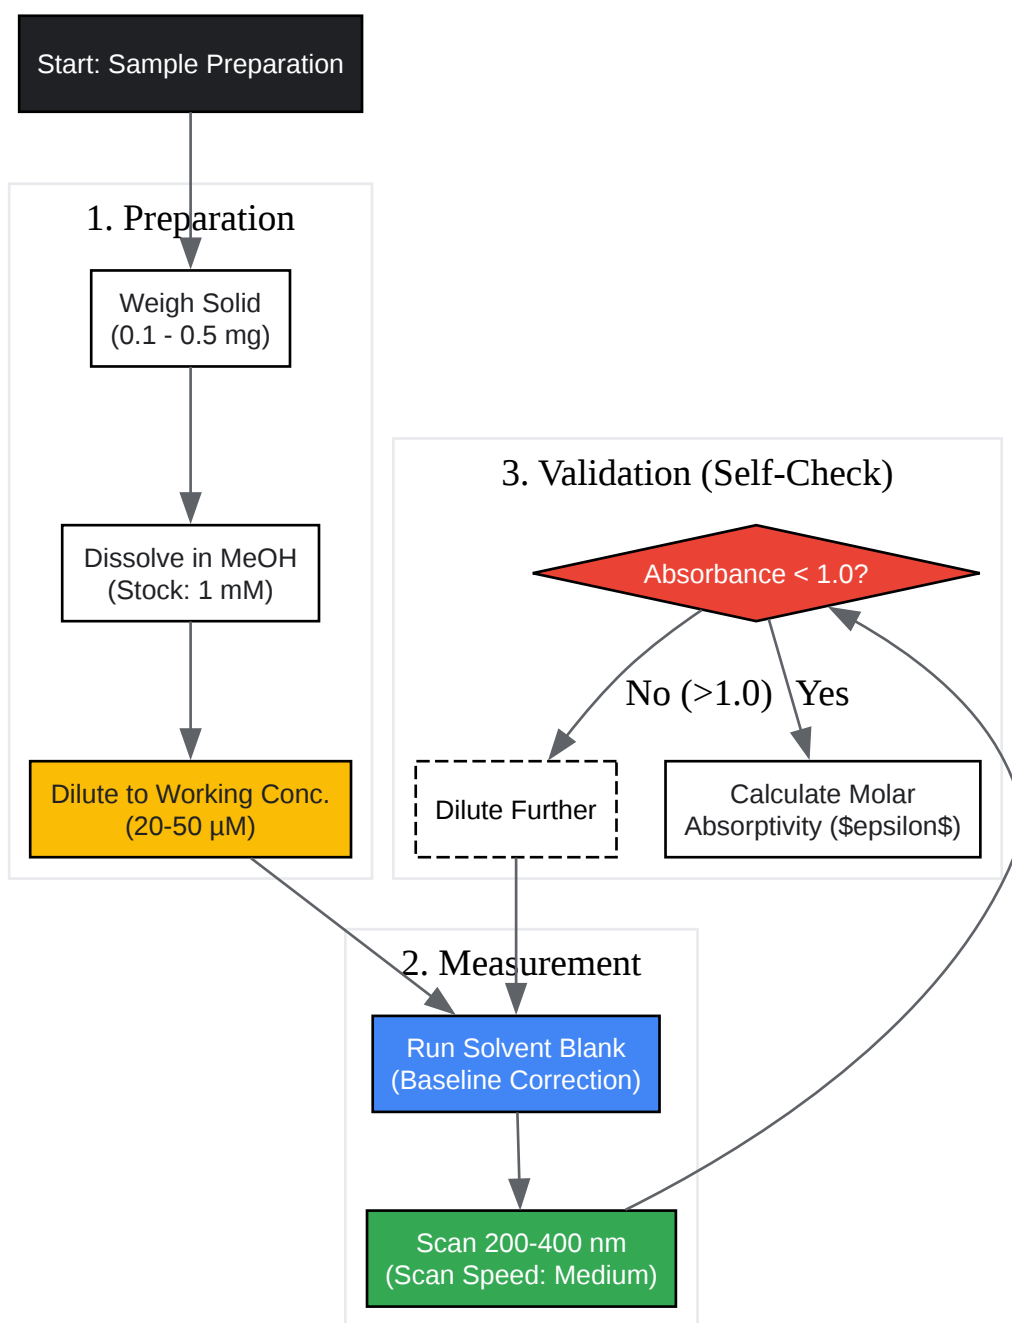 Start: Sample Preparation
1. Preparation
Weigh Solid
(0.1 - 0.5 mg)
Dissolve in MeOH
(Stock: 1 mM)
Dilute to Working Conc.
(20-50 µM)
3. Validation (Self-Check)
Absorbance < 1.0?
No (>1.0)
Yes
Dilute Further
Calculate Molar
Absorptivity ($epsilon$)
2. Measurement
Run Solvent Blank
(Baseline Correction)
Scan 200-400 nm
(Scan Speed: Medium)